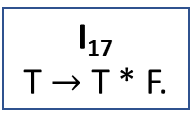 I₁₇
T → T * F.